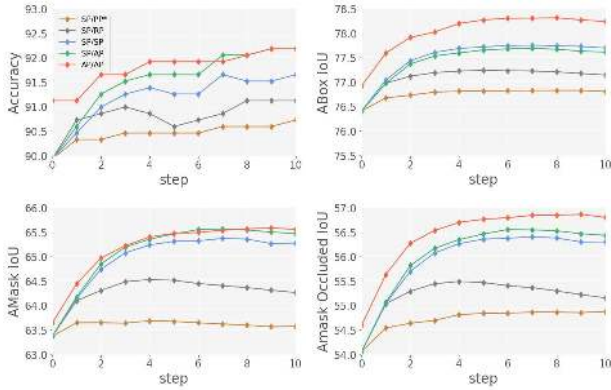 93.0
92.5
92.0
91.5
91.0
90.5
90.0
Accuracy
SP/PP*
SP/RP
SP/SP
SP/AP
AP/AP
0 2 4 6 8 10
step
78.5
78.0
77.5
77.0
76.5
76.0
75.5
ABox IoU
0 2 4 6 8 10
step
66.0
65.5
65.0
64.5
64.0
63.5
63.0
AMask IoU
0 2 4 6 8 10
step
57.0
56.5
56.0
55.5
55.0
54.5
54.0
Amask Occluded IoU
0 2 4 6 8 10
step